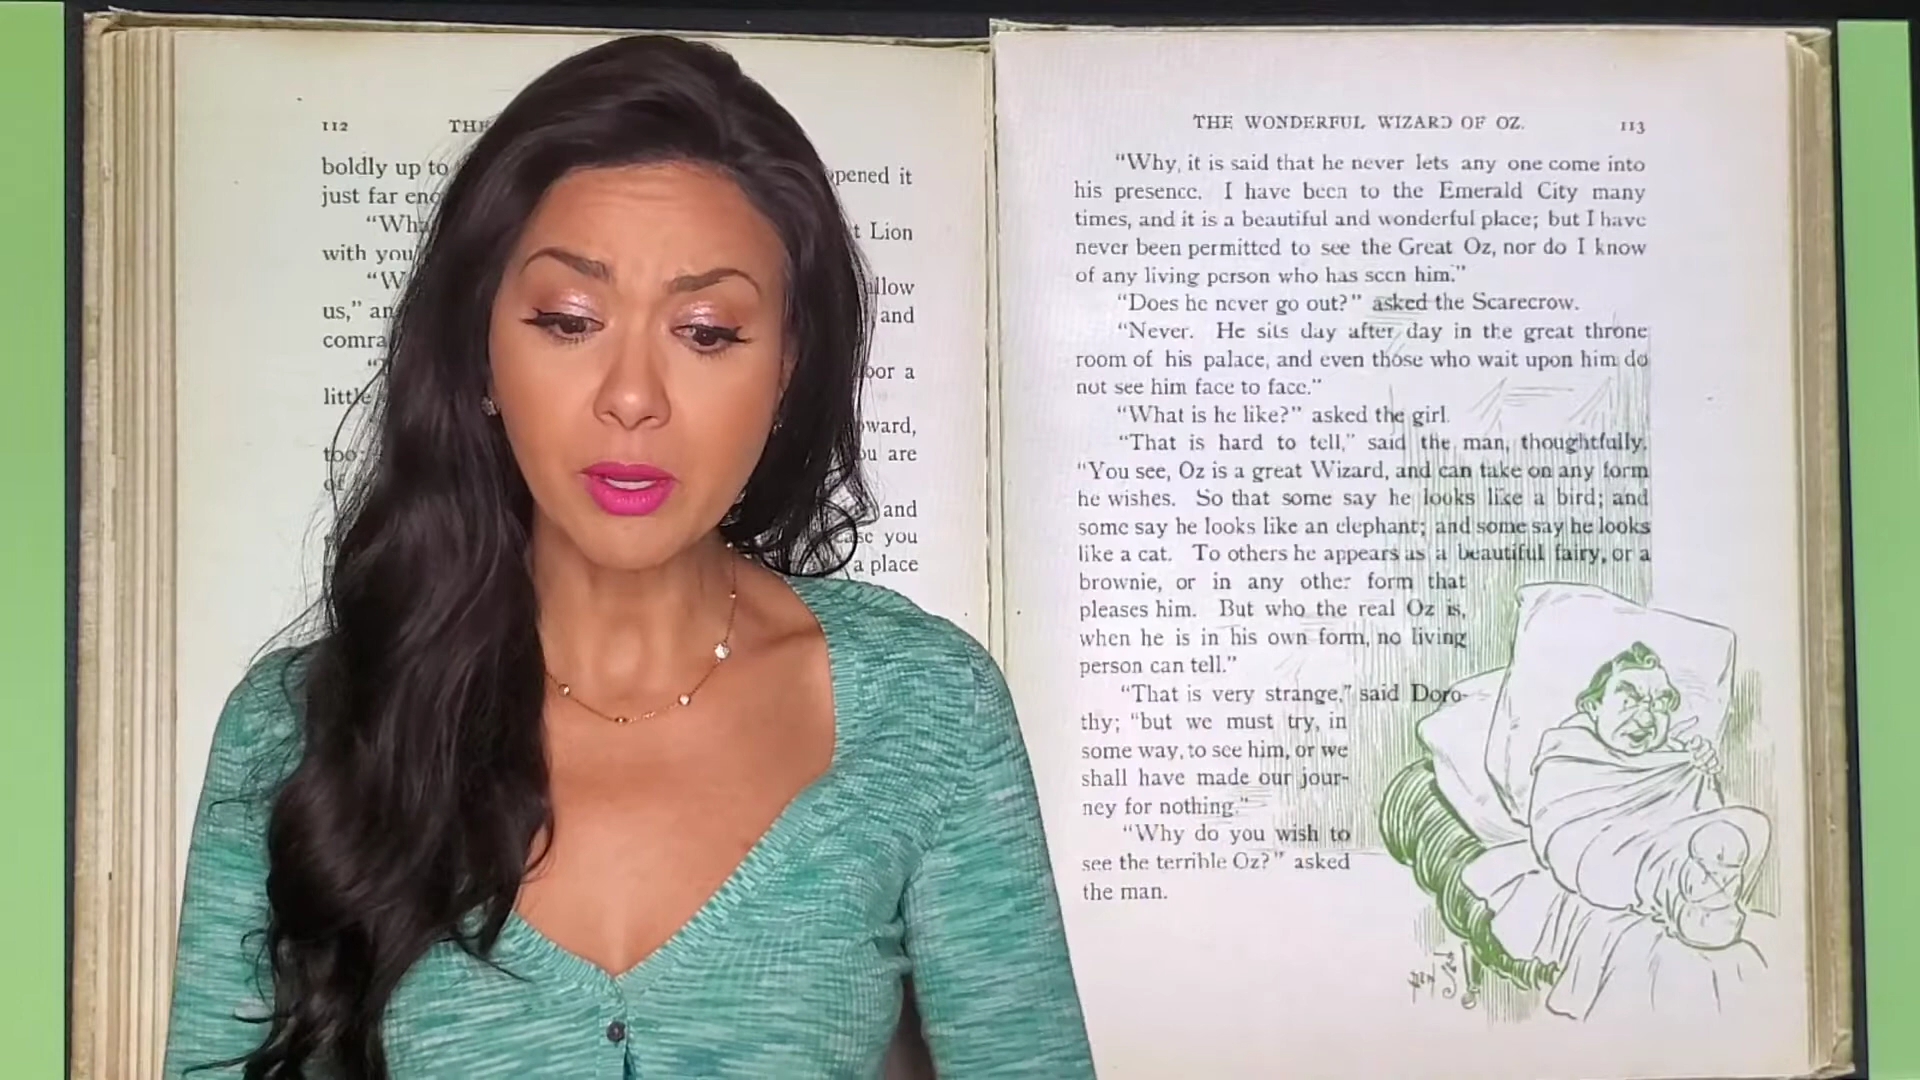 112
boldly up to
opened it
just far
with you
Lion
us,"
and
little
are
and
you
a place
THE WONDERFUL WIZARD OF OZ. 113
"Why, it is said that he never lets any one come into
his presence. I have been to the Emerald City many
times, and it is a beautiful and wonderful place; but I have
never been permitted to see the Great Oz, nor do I know
of any living person who has seen him."
"Does he never go out?" asked the Scarecrow.
"Never. He sits day after day in the great throne
room of his palace, and even those who wait upon him do
not see him face to face."
"What is he like?" asked the girl.
"That is hard to tell," said the man, thoughtfully.
"You see, Oz is a great Wizard, and can take on any form
he wishes. So that some say he looks like a bird; and
some say he looks like an elephant; and some say he looks
like a cat. To others he appears as a beautiful fairy, or a
brownie, or in any other form that
pleases him. But who the real Oz is,
when he is in his own form, no living
person can tell."
"That is very strange," said Doro-
thy; "but we must try, in
some way, to see him, or we
shall have made our jour-
ney for nothing."
"Why do you wish to
see the terrible Oz?" asked
the man.